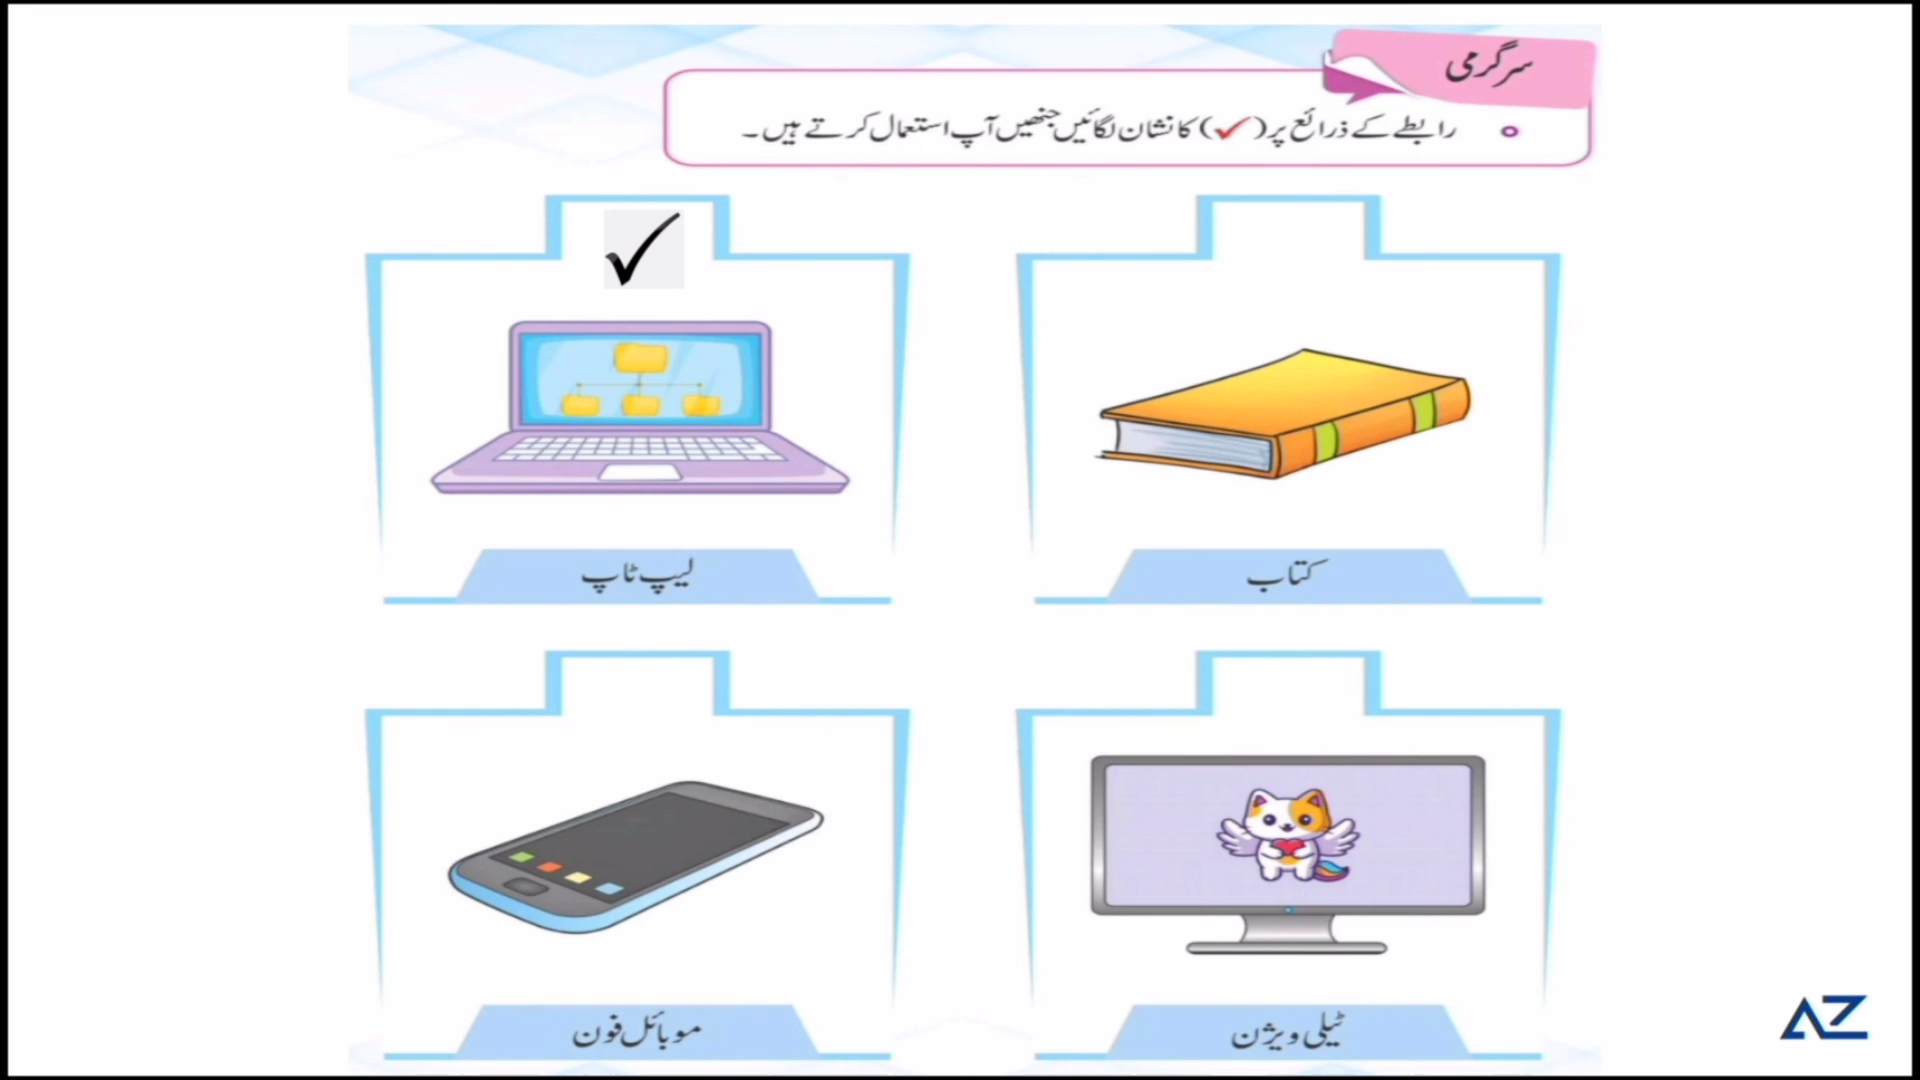 سرگرمی
رابطے کے ذرائع پر (✓) کا نشان لگائیں جنھیں آپ استعمال کرتے ہیں۔
کتاب
لیپ ٹاپ
ٹیلی ویژن
موبائل فون
AZ